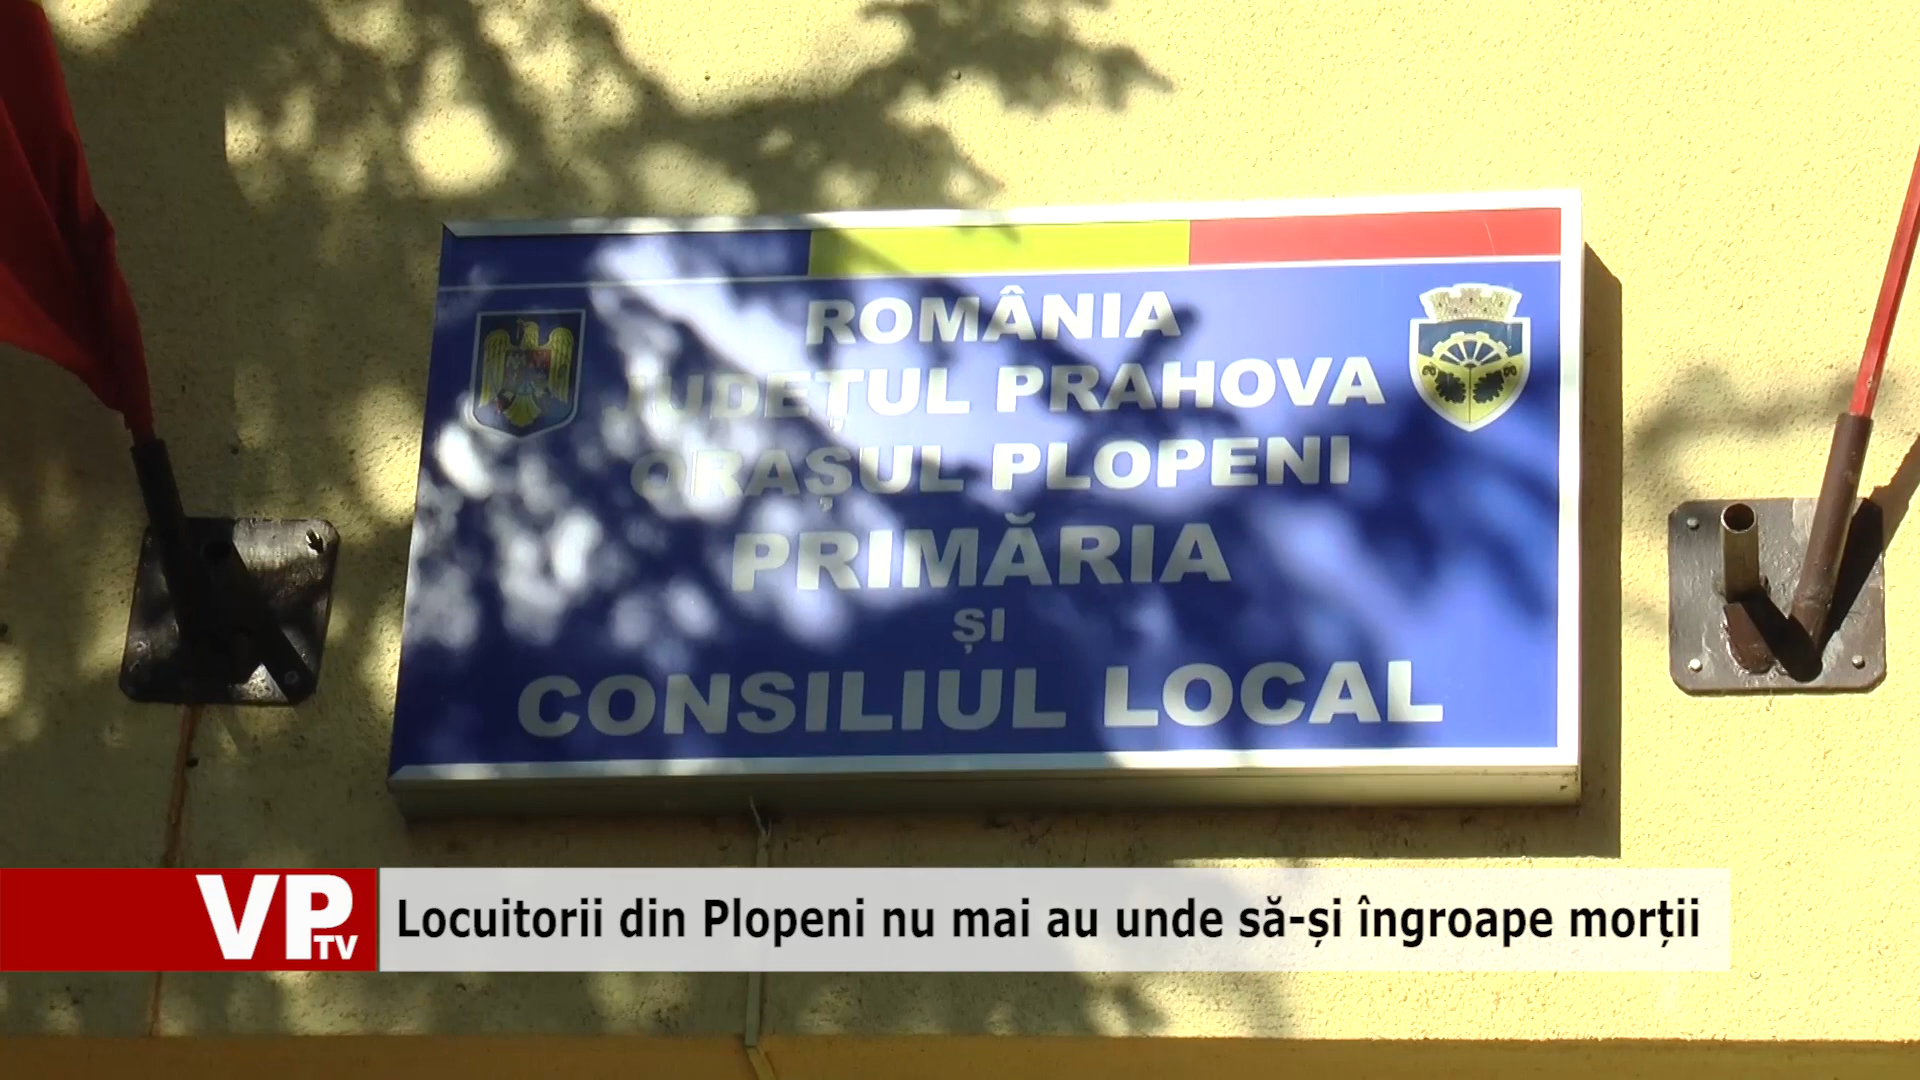 ROMÂNIA
JUDEȚUL PRAHOVA
ORAȘUL PLOPENI
PRIMĂRIA
ȘI
CONSILIUL LOCAL
VP TV
Locuitorii din Plopeni nu mai au unde să-și îngroape morții